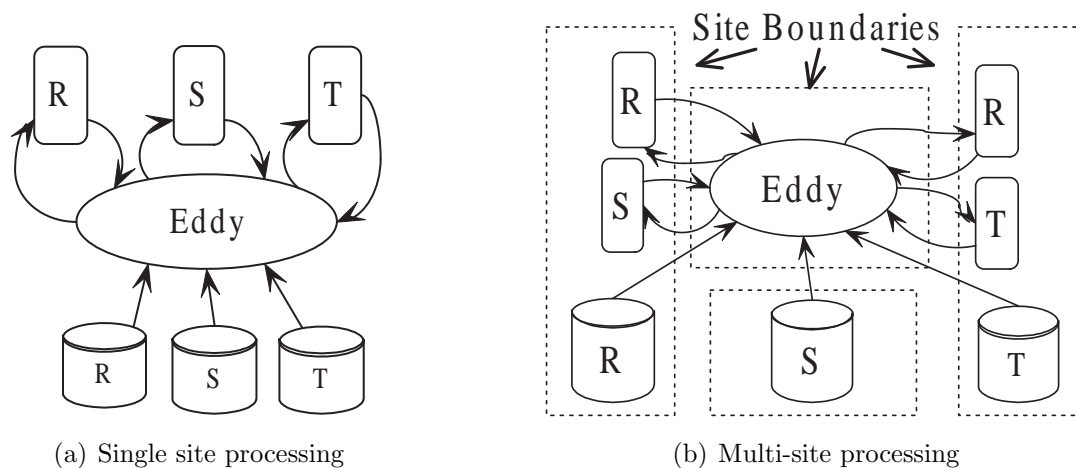 R
S
T
Eddy
R
S
T
(a) Single site processing
Site Boundaries
R
S
Eddy
R
T
R
S
T
(b) Multi-site processing